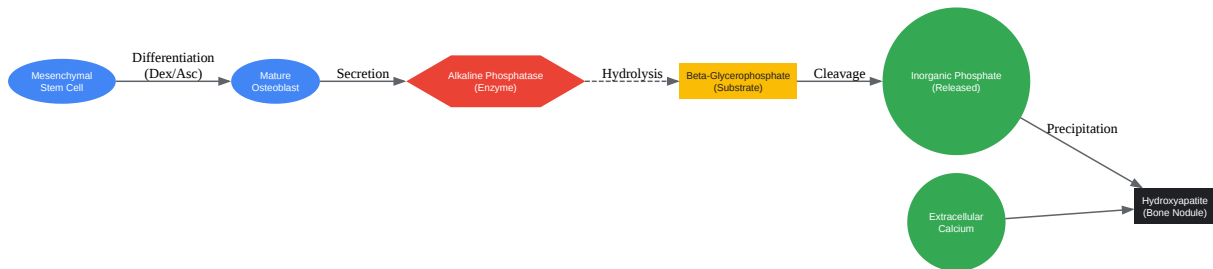 Mesenchymal
Stem Cell
Differentiation
(Dex/Asc)
Mature
Osteoblast
Secretion
Alkaline Phosphatase
(Enzyme)
Hydrolysis
Beta-Glycerophosphate
(Substrate)
Cleavage
Inorganic Phosphate
(Released)
Precipitation
Extracellular
Calcium
Hydroxyapatite
(Bone Nodule)